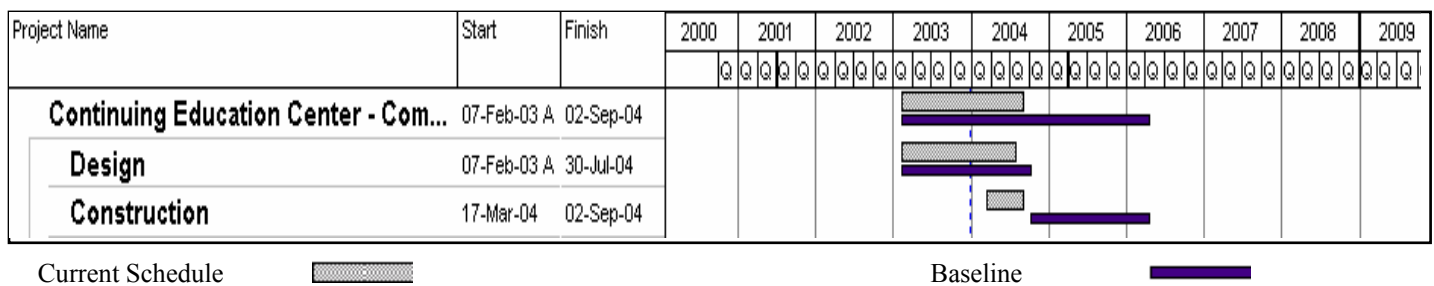 Project Name Start Finish 2000 2001 2002 2003 2004 2005 2006 2007 2008 2009
Q Q Q Q Q Q Q Q Q Q Q Q Q Q Q Q Q Q Q Q Q Q Q Q Q Q Q Q Q Q Q Q Q Q Q Q
Continuing Education Center - Com... 07-Feb-03 A 02-Sep-04
Design 07-Feb-03 A 30-Jul-04
Construction 17-Mar-04 02-Sep-04
Current Schedule Baseline